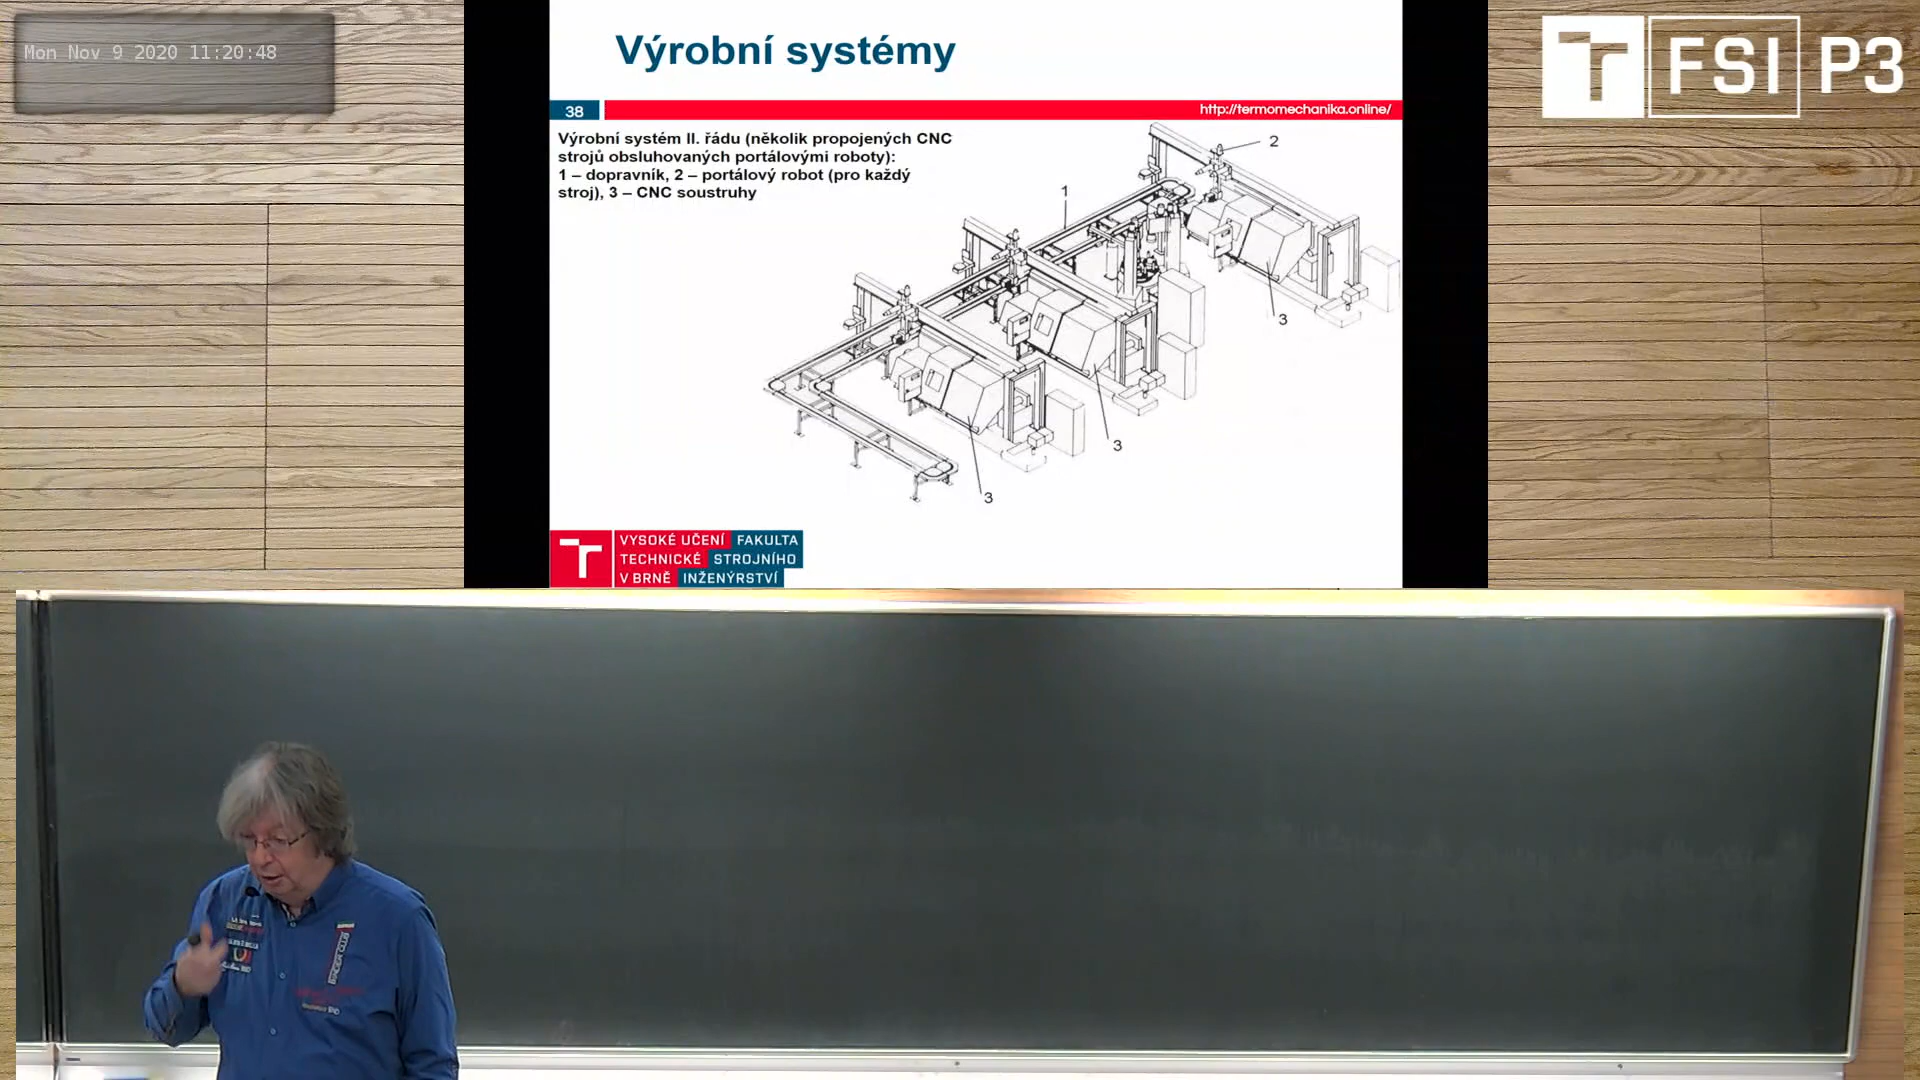 Mon Nov 9 2020 11:20:48
Výrobní systémy
FSI P3
38
http://termomechanika.online/
Výrobní systém II. řádu (několik propojených CNC
strojů obsluhovaných portálovými roboty):
1 – dopravník, 2 – portálový robot (pro každý
stroj), 3 – CNC soustruhy
2
1
3
3
3
VYSOKÉ UČENÍ FAKULTA
TECHNICKÉ STROJNÍHO
V BRNĚ INŽENÝRSTVÍ